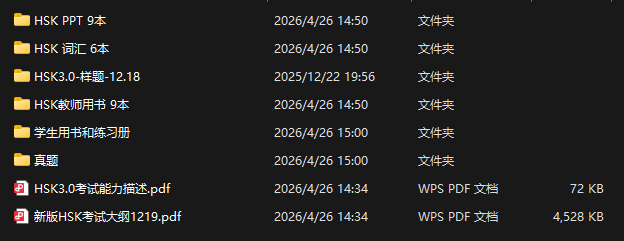 HSK PPT 9本 2026/4/26 14:50 文件夹
HSK 词汇 6本 2026/4/26 14:50 文件夹
HSK3.0-样题-12.18 2025/12/22 19:56 文件夹
HSK教师用书 9本 2026/4/26 14:50 文件夹
学生用书和练习册 2026/4/26 15:00 文件夹
真题 2026/4/26 15:00 文件夹
HSK3.0考试能力描述.pdf 2026/4/26 14:34 WPS PDF 文档 72 KB
新版HSK考试大纲1219.pdf 2026/4/26 14:34 WPS PDF 文档 4,528 KB